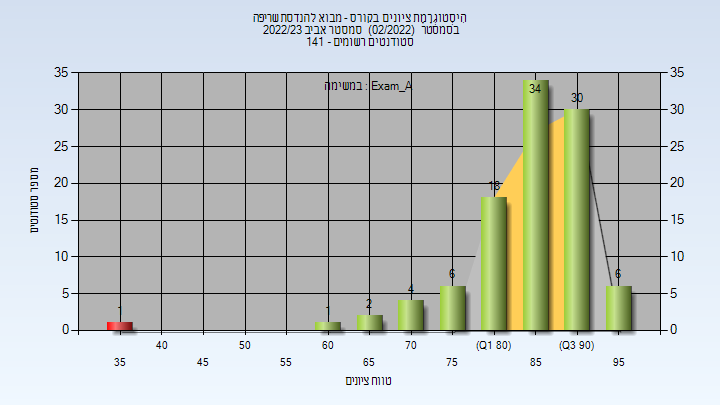 היסטוגרמת ציונים בקורס - מבוא להנדסת שריפה
בסמסטר (02/2022) סמסטר אביב 2022/23
סטודנטים רשומים - 141
במשימה : Exam_A
מספר סטודנטים
35 30 25 20 15 10 5 0
35 30 25 20 15 10 5 0
- - 2 4 6 18 34 30 6
40 45 50 60 70 (Q1 80) (Q3 90)
35 55 65 75 85 95
טווח ציונים